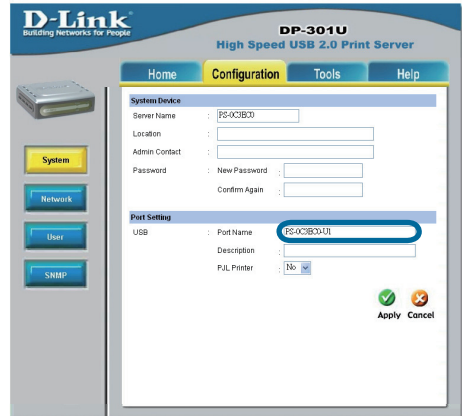 D-Link
Building Networks for People
DP-301U
High Speed USB 2.0 Print Server
Home Configuration Tools Help
System
Network
User
SNMP
System Device
Server Name : PS-0C3BC0
Location :
Admin Contact :
Password : New Password :
Confirm Again :
Port Setting
USB : Port Name : PS-0C3BC0-U1
Description :
PJL Printer : No
Apply Cancel